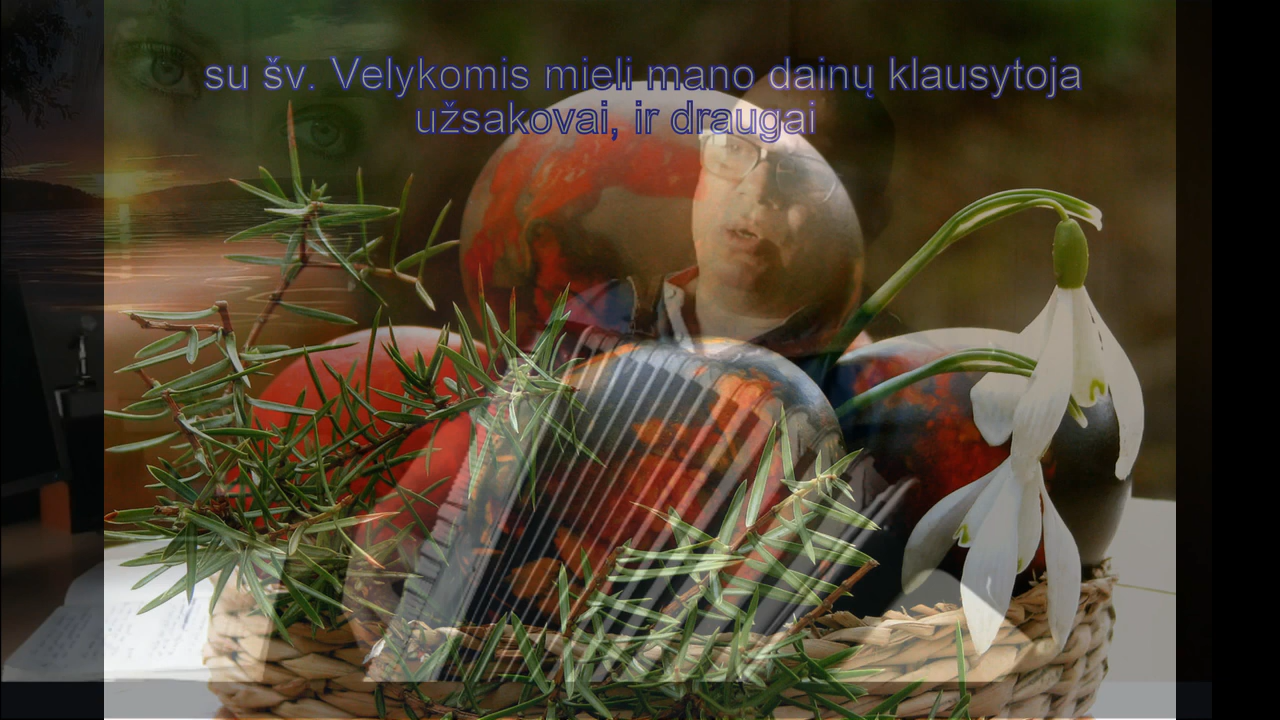 su šv. Velykomis mieli mano dainų klausytoja
užsakovai, ir draugai